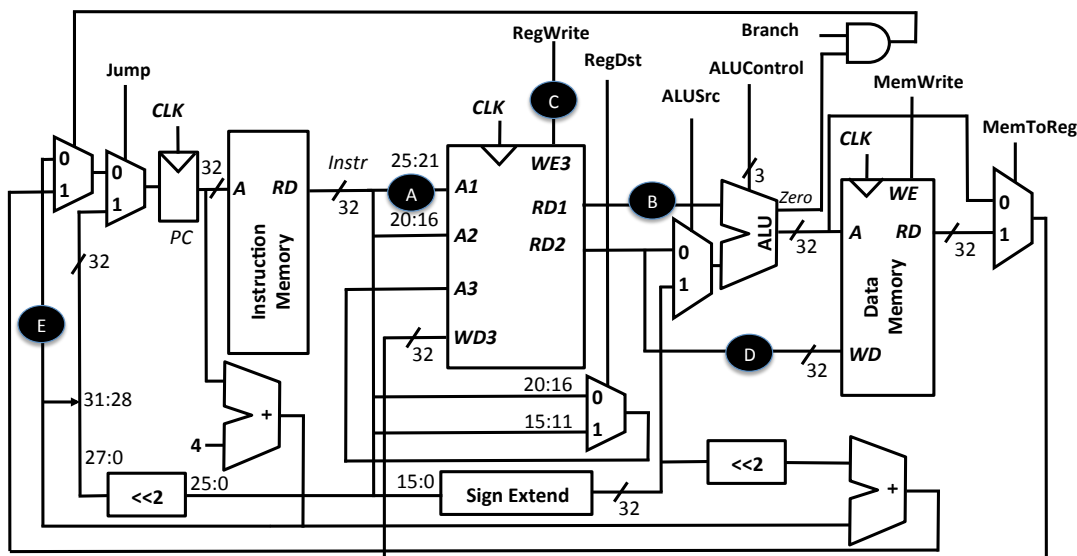 RegWrite
Branch
RegDst
Jump
ALUControl
ALUSrc
MemWrite
MemToReg
CLK
C
CLK
CLK
0
1
0
1
32
PC
A
RD
Instruction Memory
Instr
32
A
25:21
20:16
A1
A2
A3
WD3
WE3
RD1
RD2
32
B
0
1
3
Zero
ALU
32
A
WE
RD
WD
Data Memory
32
0
1
32
E
D
32
31:28
4
+
20:16
15:11
0
1
27:0
<<2
25:0
15:0
Sign Extend
32
<<2
+